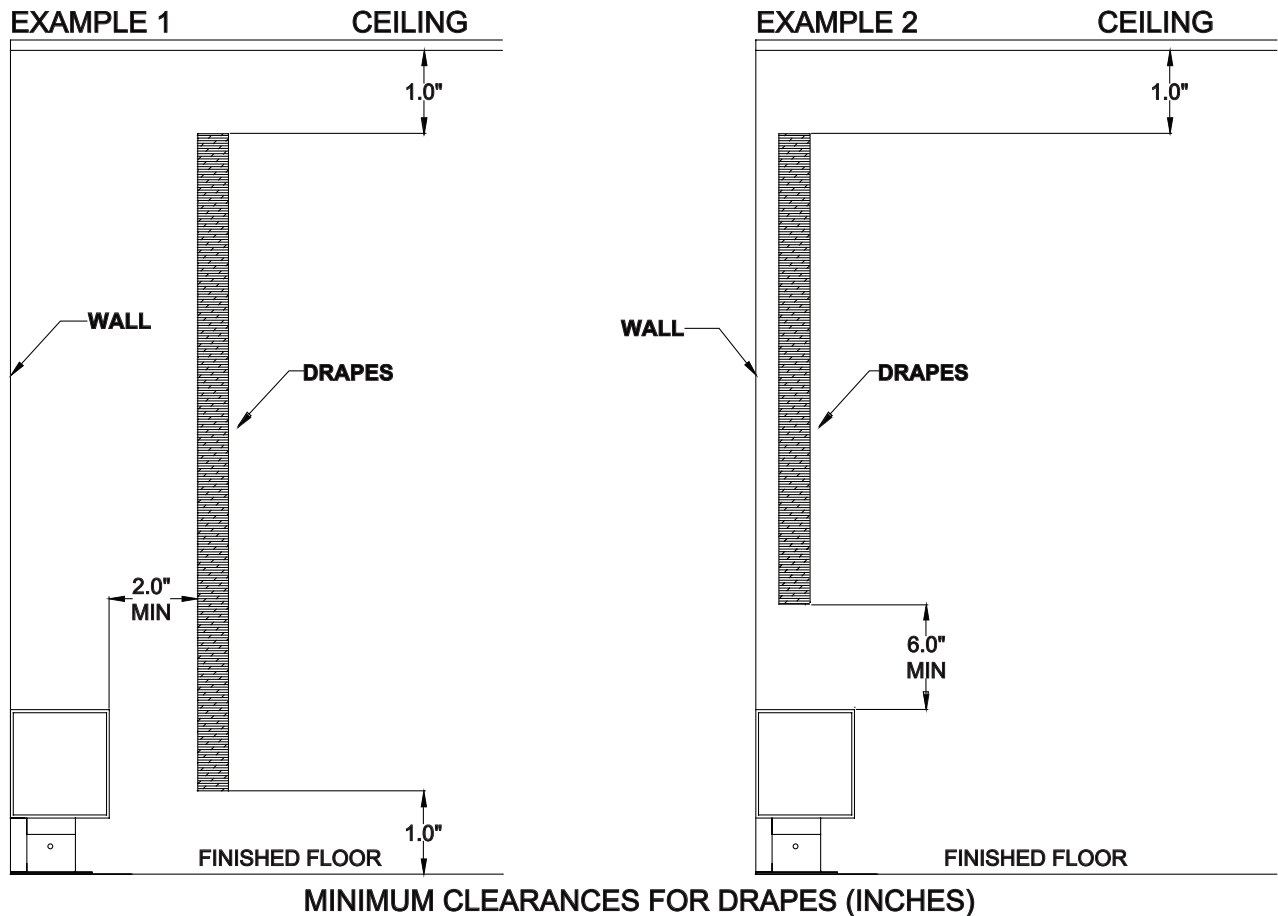 EXAMPLE 1
CEILING
1.0"
WALL
DRAPES
2.0"
MIN
1.0"
FINISHED FLOOR
EXAMPLE 2
CEILING
1.0"
WALL
DRAPES
6.0"
MIN
FINISHED FLOOR
MINIMUM CLEARANCES FOR DRAPES (INCHES)